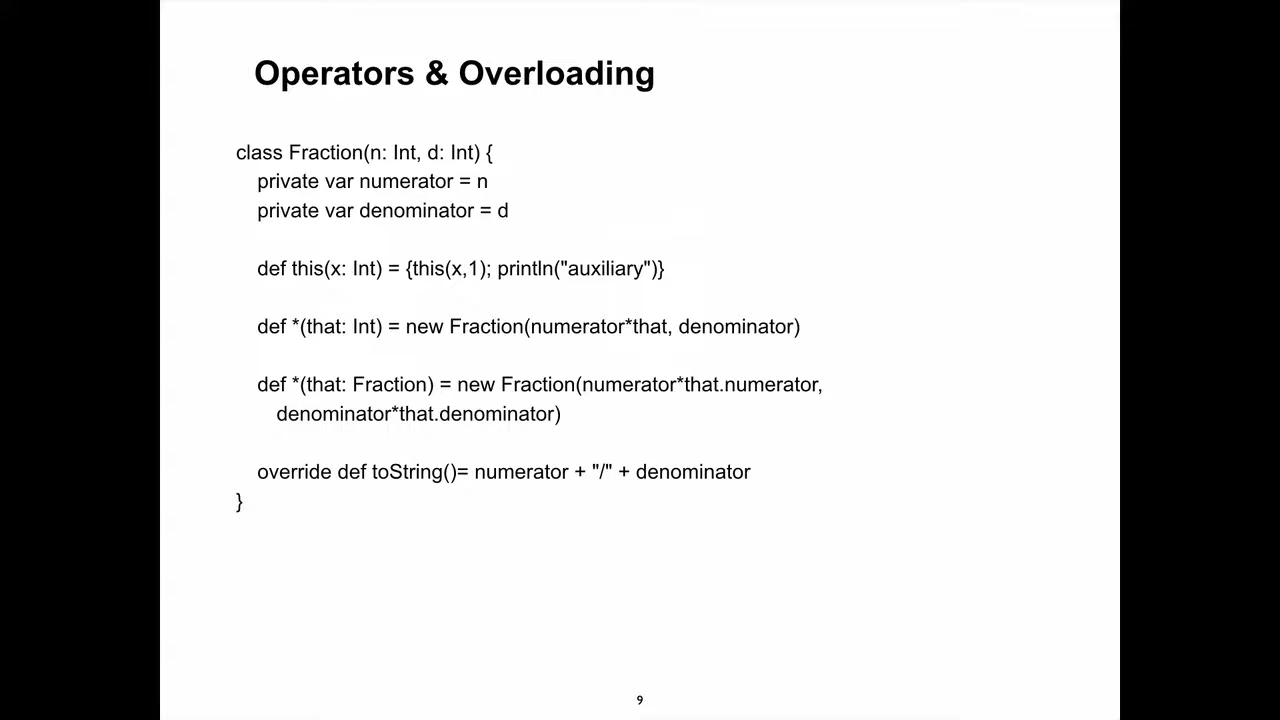 Operators & Overloading
class Fraction(n: Int, d: Int) {
private var numerator = n
private var denominator = d
def this(x: Int) = {this(x,1); println("auxiliary")}
def *(that: Int) = new Fraction(numerator*that, denominator)
def *(that: Fraction) = new Fraction(numerator*that.numerator,
denominator*that.denominator)
override def toString()= numerator + "/" + denominator
}
9